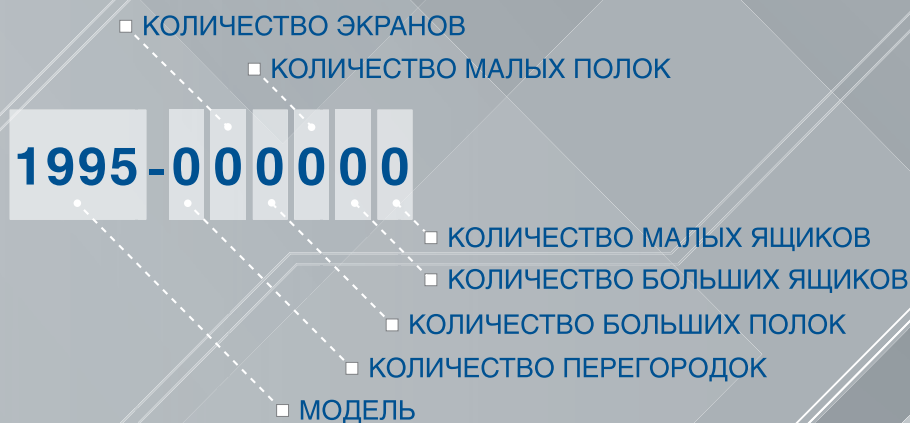 КОЛИЧЕСТВО ЭКРАНОВ
КОЛИЧЕСТВО МАЛЫХ ПОЛОК
1995-000000
КОЛИЧЕСТВО МАЛЫХ ЯЩИКОВ
КОЛИЧЕСТВО БОЛЬШИХ ЯЩИКОВ
КОЛИЧЕСТВО БОЛЬШИХ ПОЛОК
КОЛИЧЕСТВО ПЕРЕГОРОДОК
МОДЕЛЬ